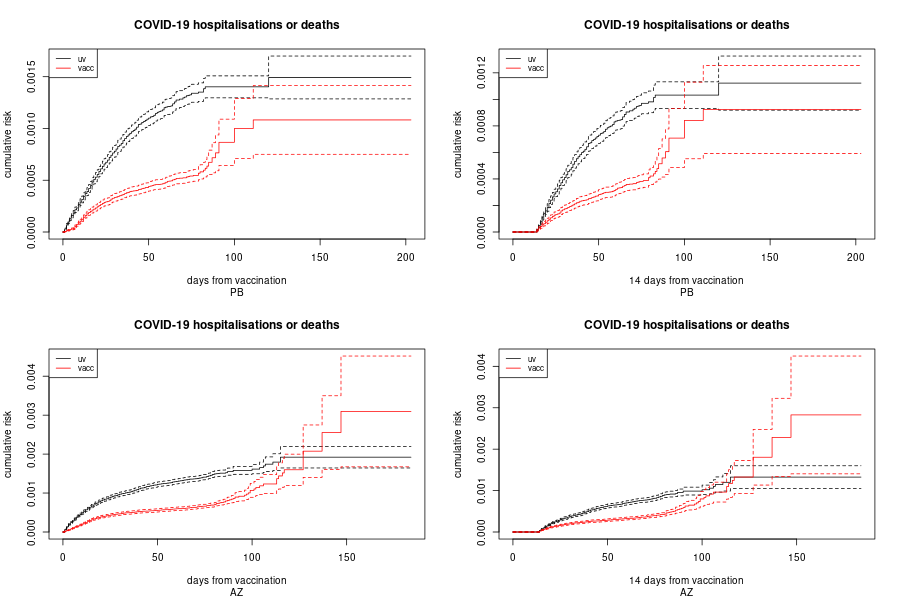 COVID-19 hospitalisations or deaths
uv
vacc
cumulative risk
0.0000
0.0005
0.0010
0.0015
0 50 100 150 200
days from vaccination
PB
COVID-19 hospitalisations or deaths
uv
vacc
cumulative risk
0.0000
0.0004
0.0008
0.0012
0 50 100 150 200
14 days from vaccination
PB
COVID-19 hospitalisations or deaths
uv
vacc
cumulative risk
0.000
0.001
0.002
0.003
0.004
0 50 100 150
days from vaccination
AZ
COVID-19 hospitalisations or deaths
uv
vacc
cumulative risk
0.000
0.001
0.002
0.003
0.004
0 50 100 150
14 days from vaccination
AZ